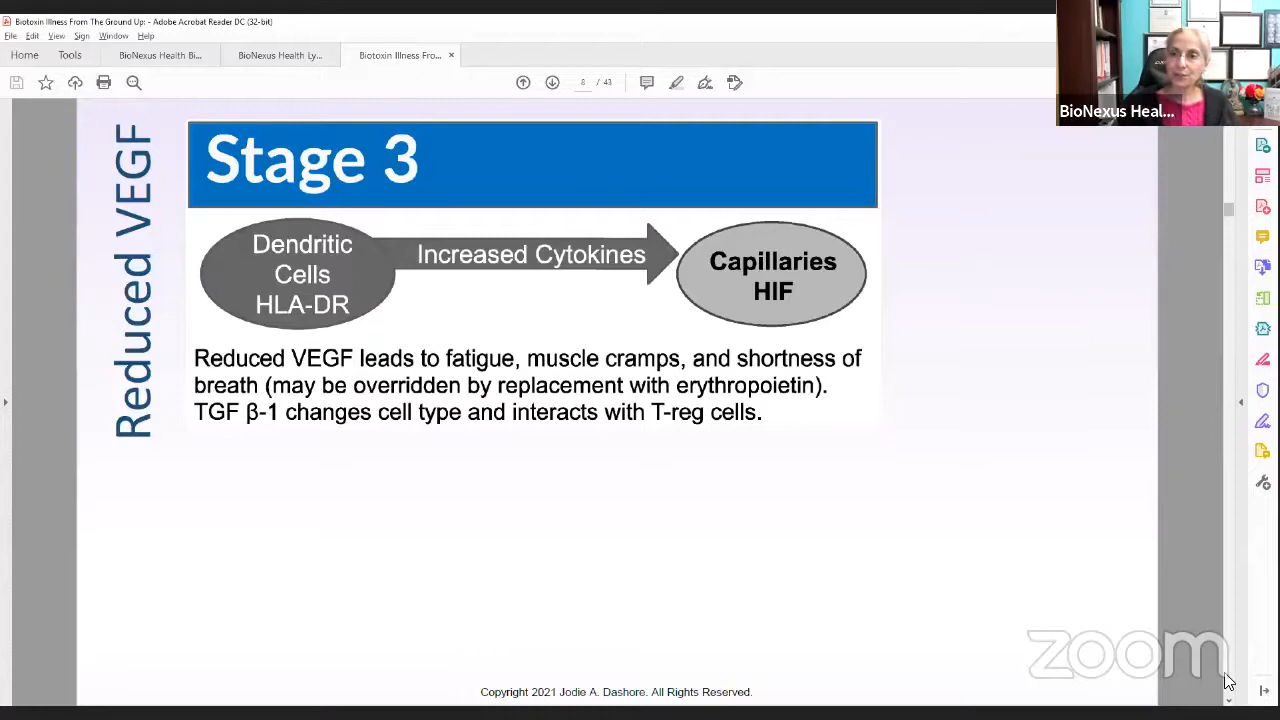 Biotoxin Illness From The Ground Up: - Adobe Acrobat Reader DC (32-bit)
File Edit View Sign Window Help
Home Tools BioNexus Health Bi... BioNexus Health Ly... Biotoxin Illness Fro... ×
8 / 43
BioNexus Heal...
Reduced VEGF
Stage 3
Dendritic
Cells
HLA-DR
Increased Cytokines
Capillaries
HIF
Reduced VEGF leads to fatigue, muscle cramps, and shortness of
breath (may be overridden by replacement with erythropoietin).
TGF β-1 changes cell type and interacts with T-reg cells.
zoom
Copyright 2021 Jodie A. Dashore. All Rights Reserved.